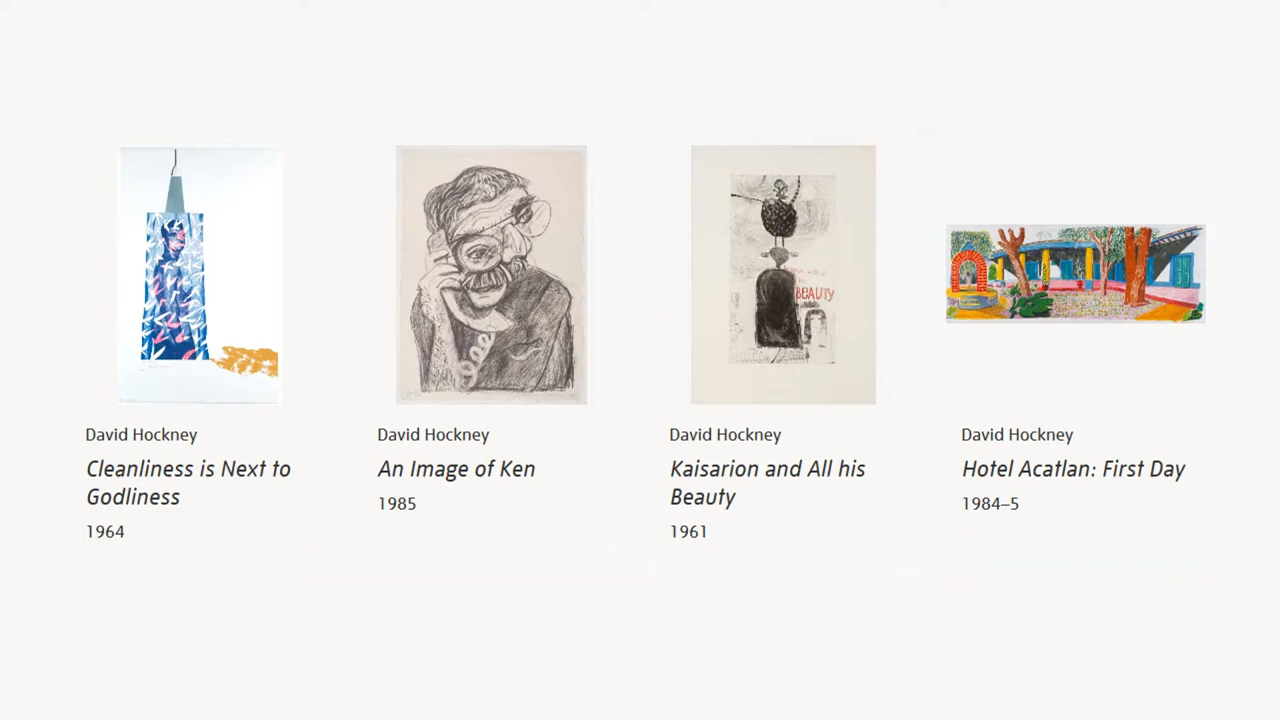 BEAUTY
David Hockney
Cleanliness is Next to
Godliness
1964
David Hockney
An Image of Ken
1985
David Hockney
Kaisarion and All his
Beauty
1961
David Hockney
Hotel Acatlan: First Day
1984–5